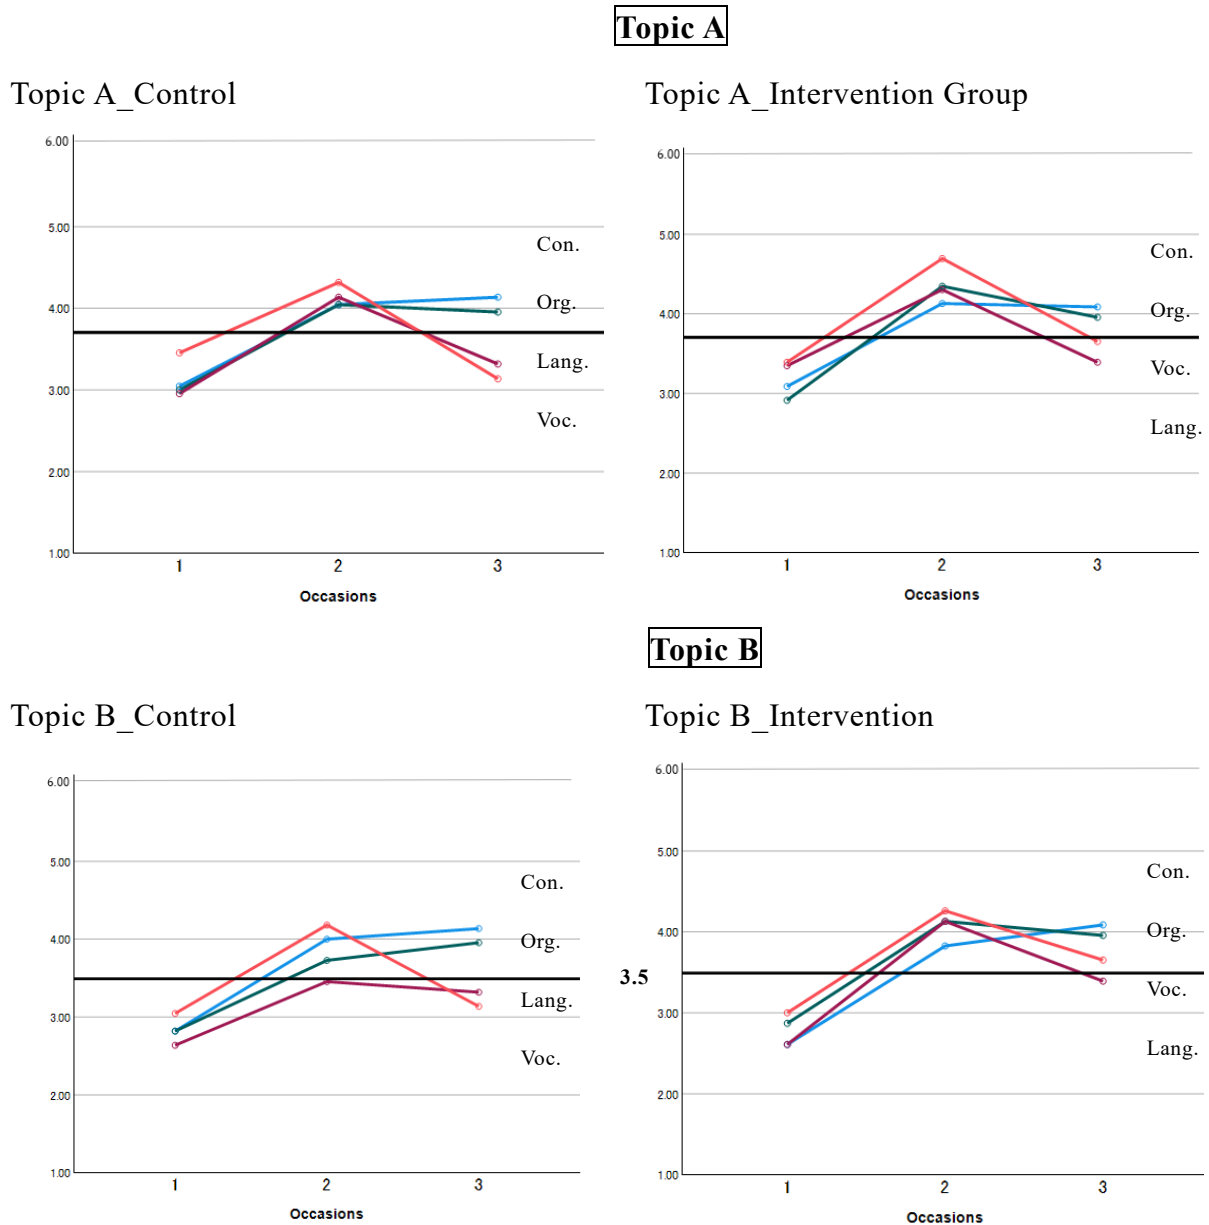 Topic A
Topic A_Control
6.00
5.00
4.00
3.00
2.00
1.00
Con.
Org.
Lang.
Voc.
1 2 3
Occasions
Topic A_Intervention Group
6.00
5.00
4.00
3.00
2.00
1.00
Con.
Org.
Voc.
Lang.
1 2 3
Occasions
Topic B
Topic B_Control
6.00
5.00
4.00
3.00
2.00
1.00
Con.
Org.
Lang.
Voc.
1 2 3
Occasions
Topic B_Intervention
6.00
5.00
4.00
3.5
3.00
2.00
1.00
Con.
Org.
Voc.
Lang.
1 2 3
Occasions